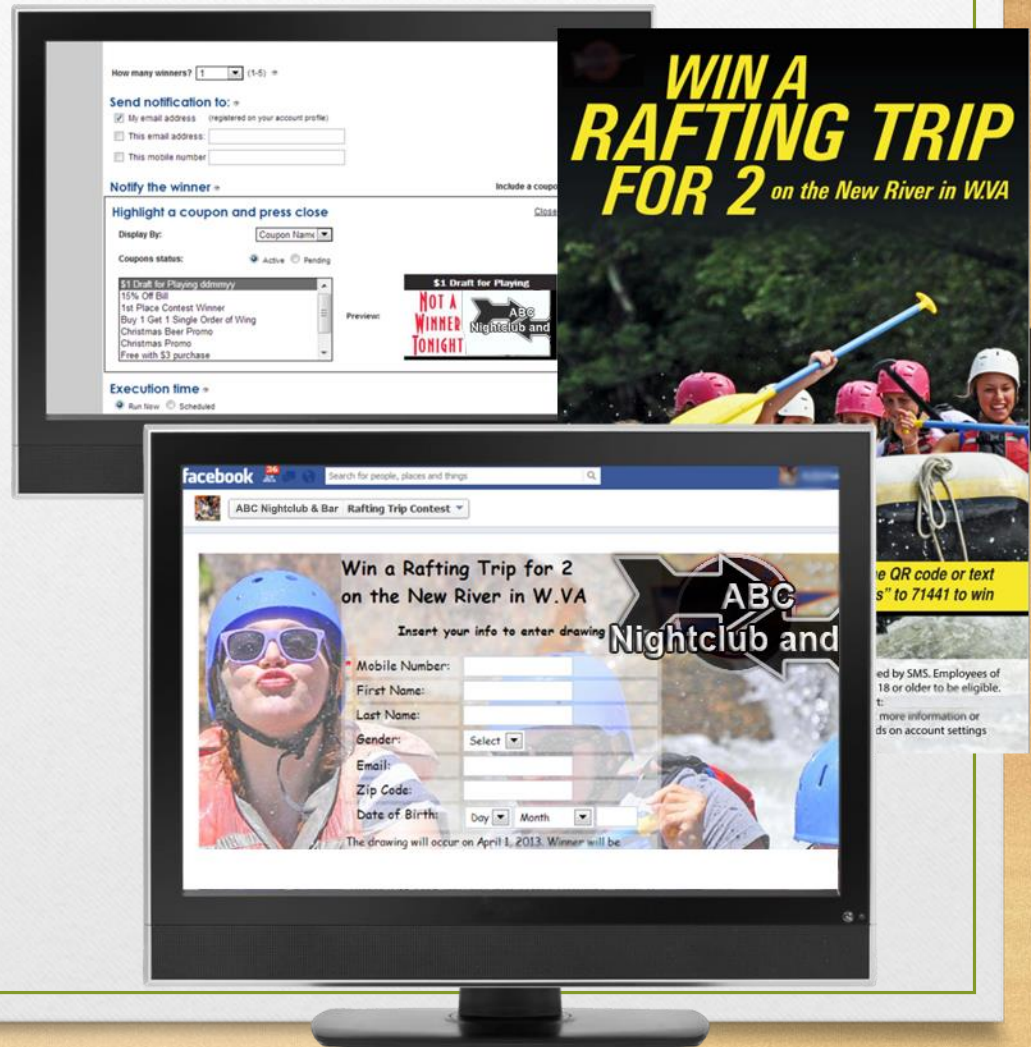 How many winners? 1 (1-5)
Send notification to:
My email address (registered on your account profile)
This email address:
This mobile number
Notify the winner
Include a coupo
Highlight a coupon and press close
Close
Display By: Coupon Name
Coupons status: Active Pending
$1 Draft for Playing ddmmyy
15% Off Bill
1st Place Contest Winner
Buy 1 Get 1 Single Order of Wing
Christmas Beer Promo
Christmas Promo
Free with $3 purchase
Preview:
$1 Draft for Playing
NOT A
WINNER
TONIGHT
ABC
Nightclub and
Execution time
Run Now Scheduled
WIN A
RAFTING TRIP
FOR 2 on the New River in W.VA
e QR code or text
s" to 71441 to win
ed by SMS. Employees of
18 or older to be eligible.
t:
more information or
ds on account settings
facebook 36 Search for people, places and things
ABC Nightclub & Bar Rafting Trip Contest
Win a Rafting Trip for 2
on the New River in W.VA
Insert your info to enter drawing
ABC
Nightclub and
* Mobile Number:
First Name:
Last Name:
Gender: Select
Email:
Zip Code:
Date of Birth: Day Month
The drawing will occur on April 1, 2013. Winner will be